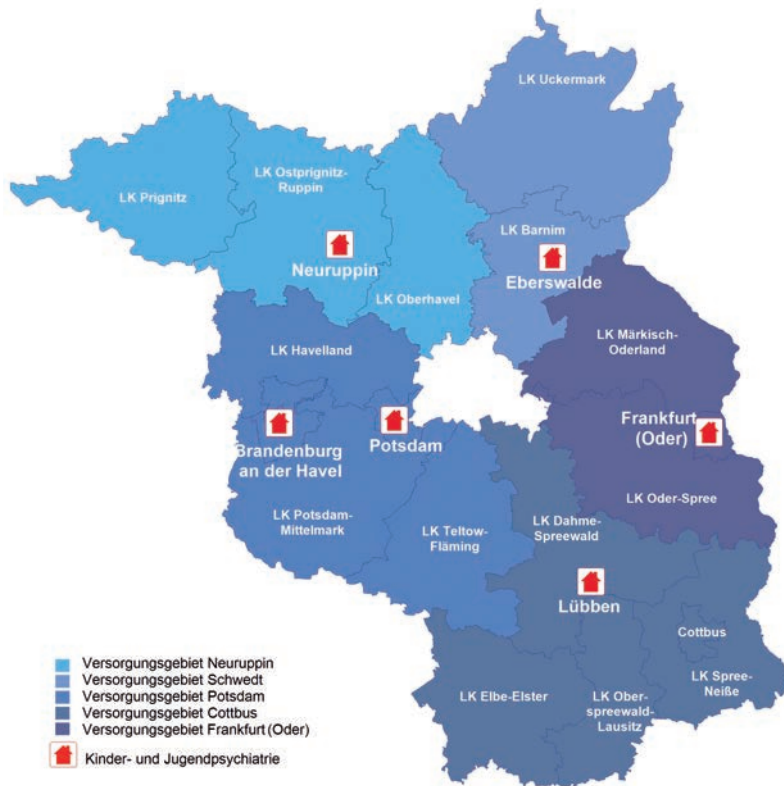 LK Uckermark
LK Ostprignitz-
Ruppin
LK Prignitz
LK Barnim
Neuruppin
Eberswalde
LK Oberhavel
LK Märkisch-
Oderland
LK Havelland
Frankfurt
(Oder)
Brandenburg
an der Havel
Potsdam
LK Oder-Spree
LK Potsdam-
Mittelmark
LK Teltow-
Fläming
LK Dahme-
Spreewald
Lübben
Cottbus
LK Spree-
Neiße
LK Elbe-Elster
LK Ober-
spreewald-
Lausitz
Versorgungsgebiet Neuruppin
Versorgungsgebiet Schwedt
Versorgungsgebiet Potsdam
Versorgungsgebiet Cottbus
Versorgungsgebiet Frankfurt (Oder)
Kinder- und Jugendpsychiatrie